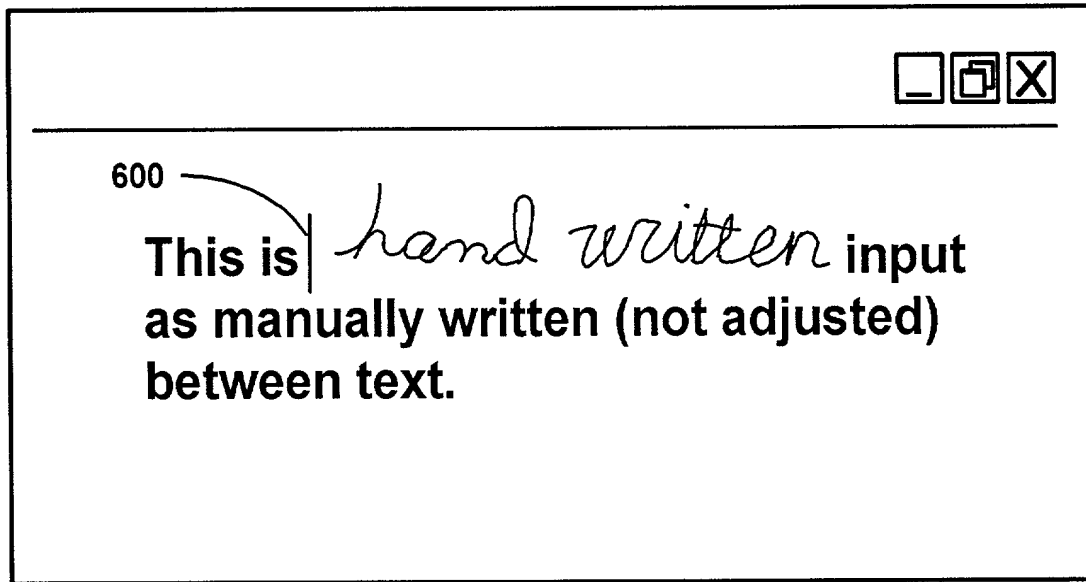 600
This is hand written input
as manually written (not adjusted)
between text.